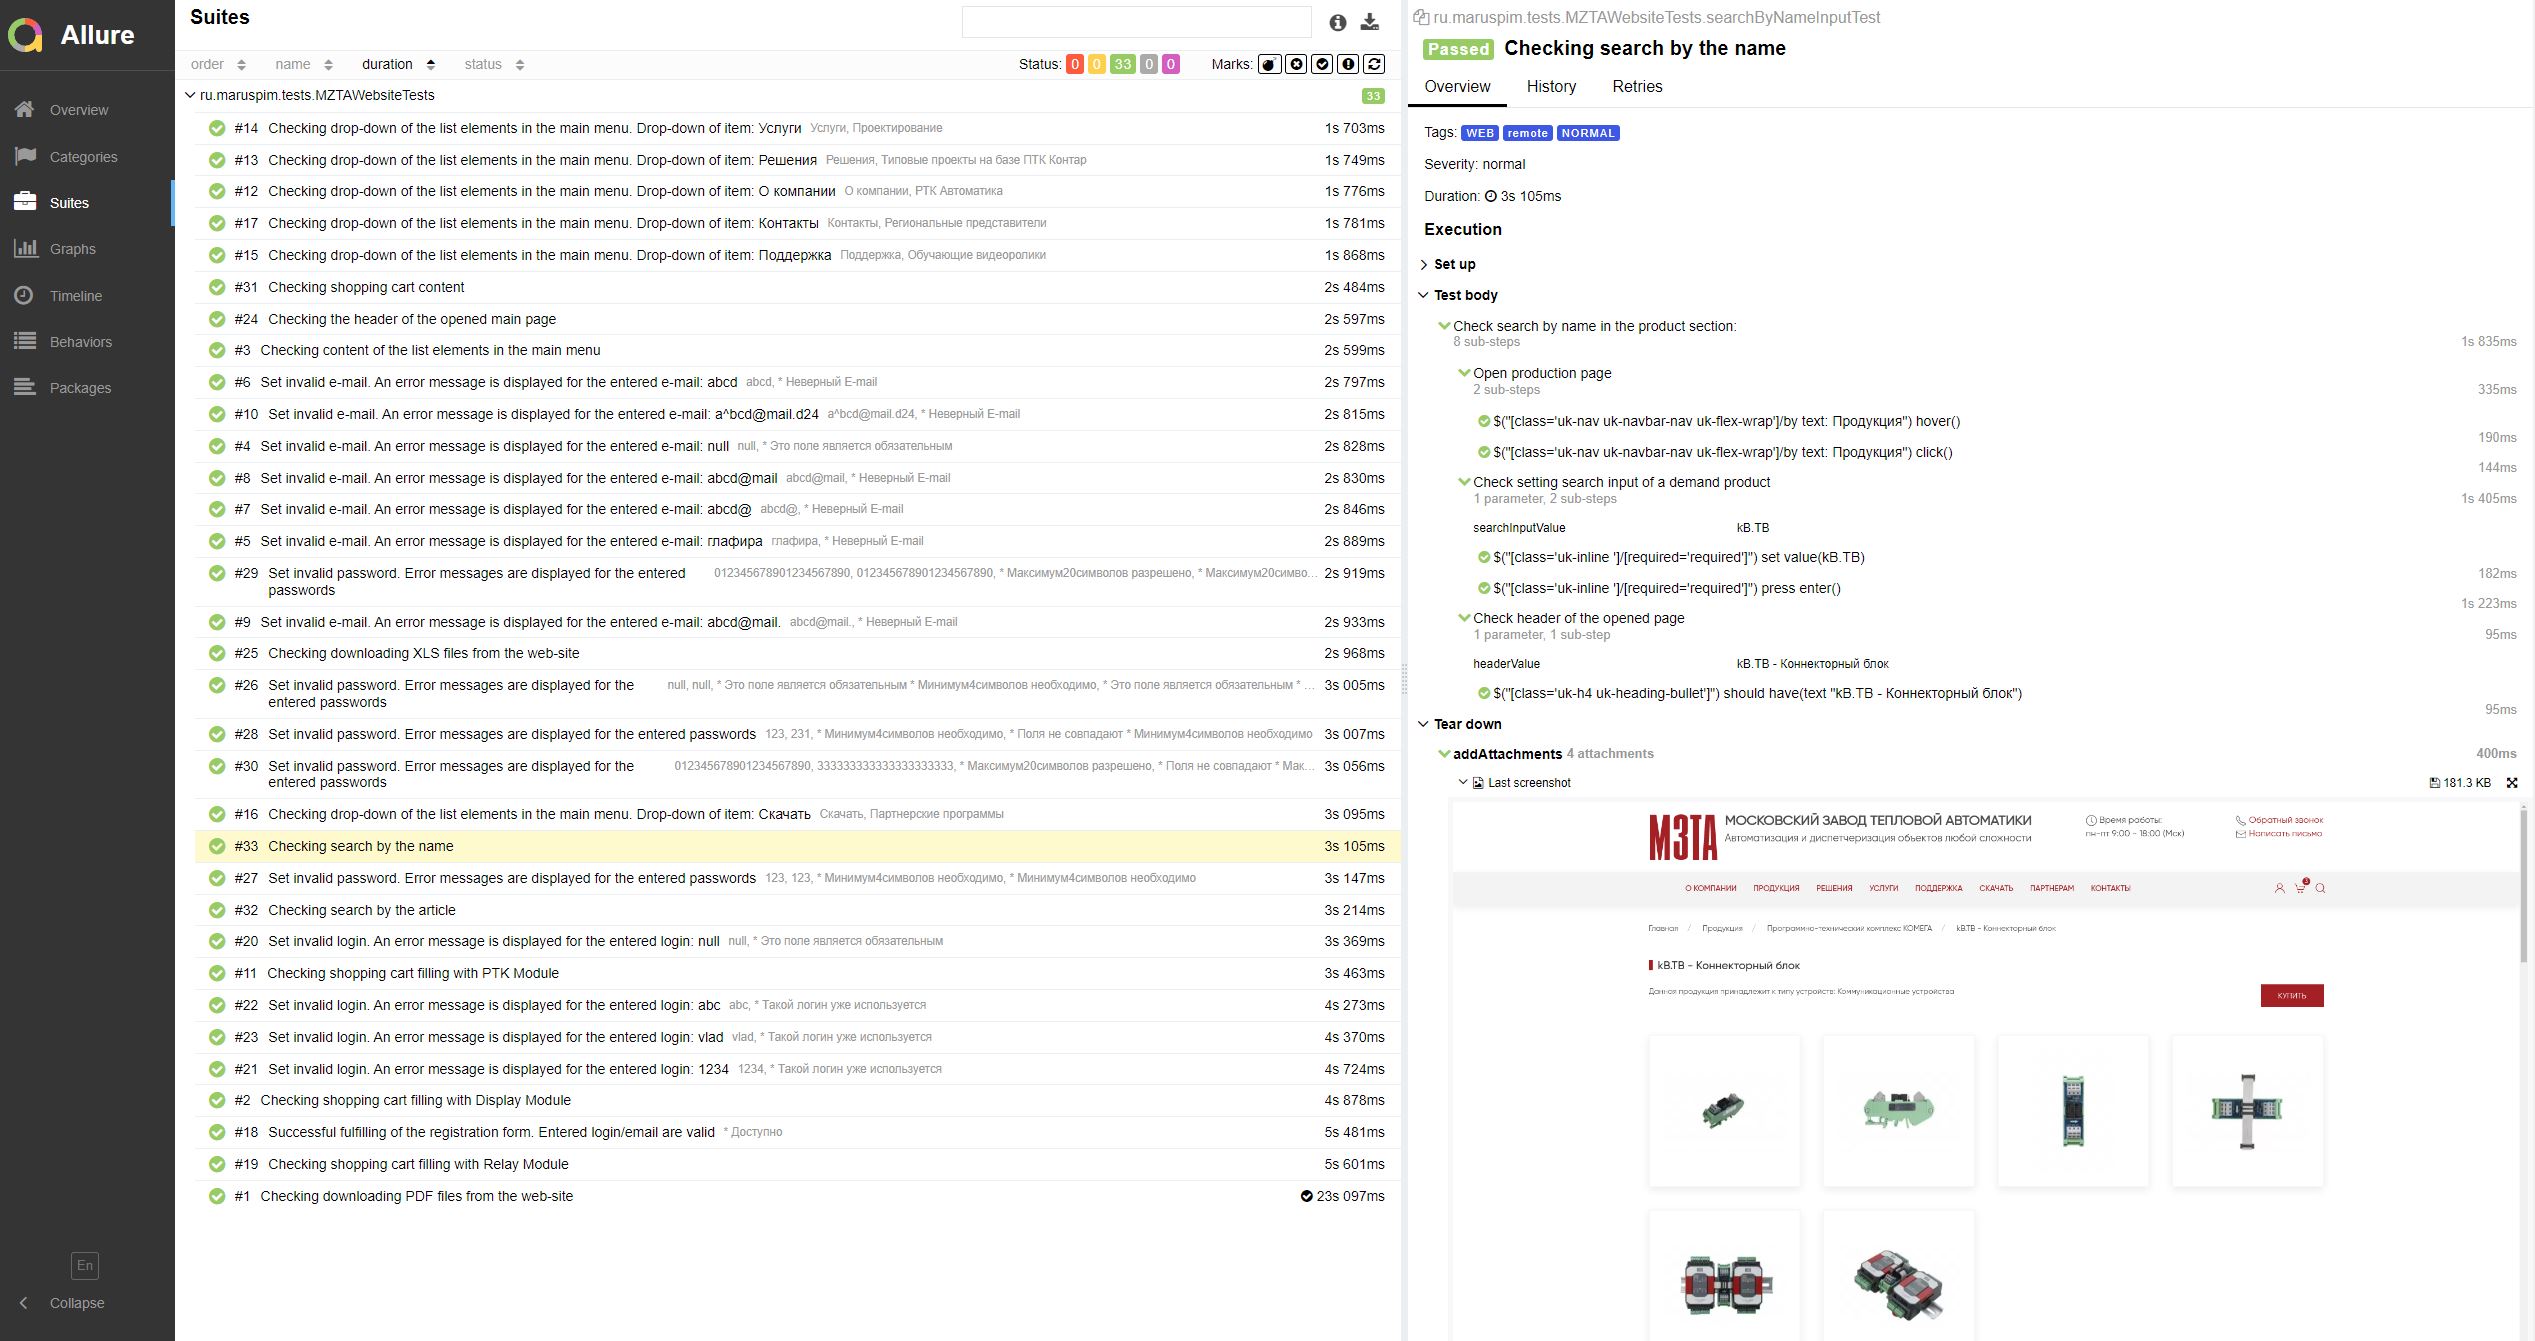 Allure
Overview
Categories
Suites
Graphs
Timeline
Behaviors
Packages
En
Collapse
Suites
order name duration status
Status: 0 0 33 0 0 Marks:
ru.maruspim.tests.MZTAWebsiteTests 33
#14 Checking drop-down of the list elements in the main menu. Drop-down of item: Услуги Услуги, Проектирование 1s 703ms
#13 Checking drop-down of the list elements in the main menu. Drop-down of item: Решения Решения, Типовые проекты на базе ПТК Контар 1s 749ms
#12 Checking drop-down of the list elements in the main menu. Drop-down of item: О компании О компании, РТК Автоматика 1s 776ms
#17 Checking drop-down of the list elements in the main menu. Drop-down of item: Контакты Контакты, Региональные представители 1s 781ms
#15 Checking drop-down of the list elements in the main menu. Drop-down of item: Поддержка Поддержка, Обучающие видеоролики 1s 868ms
#31 Checking shopping cart content 2s 484ms
#24 Checking the header of the opened main page 2s 597ms
#3 Checking content of the list elements in the main menu 2s 599ms
#6 Set invalid e-mail. An error message is displayed for the entered e-mail: abcd abcd, * Неверный E-mail 2s 797ms
#10 Set invalid e-mail. An error message is displayed for the entered e-mail: a^bcd@mail.d24 a^bcd@mail.d24, * Неверный E-mail 2s 815ms
#4 Set invalid e-mail. An error message is displayed for the entered e-mail: null null, * Это поле является обязательным 2s 828ms
#8 Set invalid e-mail. An error message is displayed for the entered e-mail: abcd@mail abcd@mail, * Неверный E-mail 2s 830ms
#7 Set invalid e-mail. An error message is displayed for the entered e-mail: abcd@ abcd@, * Неверный E-mail 2s 846ms
#5 Set invalid e-mail. An error message is displayed for the entered e-mail: глафира глафира, * Неверный E-mail 2s 889ms
#29 Set invalid password. Error messages are displayed for the entered 012345678901234567890, 012345678901234567890, * Максимум20символов разрешено, * Максимум20симво... 2s 919ms
passwords
#9 Set invalid e-mail. An error message is displayed for the entered e-mail: abcd@mail. abcd@mail., * Неверный E-mail 2s 933ms
#25 Checking downloading XLS files from the web-site 2s 968ms
#26 Set invalid password. Error messages are displayed for the null, null, * Это поле является обязательным * Минимум4символов необходимо, * Это поле является обязательным * ... 3s 005ms
entered passwords
#28 Set invalid password. Error messages are displayed for the entered passwords 123, 231, * Минимум4символов необходимо, * Поля не совпадают * Минимум4символов необходимо 3s 007ms
#30 Set invalid password. Error messages are displayed for the 012345678901234567890, 333333333333333333333, * Максимум20символов разрешено, * Поля не совпадают * Мак... 3s 056ms
entered passwords
#16 Checking drop-down of the list elements in the main menu. Drop-down of item: Скачать Скачать, Партнерские программы 3s 095ms
#33 Checking search by the name 3s 105ms
#27 Set invalid password. Error messages are displayed for the entered passwords 123, 123, * Минимум4символов необходимо, * Минимум4символов необходимо 3s 147ms
#32 Checking search by the article 3s 214ms
#20 Set invalid login. An error message is displayed for the entered login: null null, * Это поле является обязательным 3s 369ms
#11 Checking shopping cart filling with PTK Module 3s 463ms
#22 Set invalid login. An error message is displayed for the entered login: abc abc, * Такой логин уже используется 4s 273ms
#23 Set invalid login. An error message is displayed for the entered login: vlad vlad, * Такой логин уже используется 4s 370ms
#21 Set invalid login. An error message is displayed for the entered login: 1234 1234, * Такой логин уже используется 4s 724ms
#2 Checking shopping cart filling with Display Module 4s 878ms
#18 Successful fulfilling of the registration form. Entered login/email are valid * Доступно 5s 481ms
#19 Checking shopping cart filling with Relay Module 5s 601ms
#1 Checking downloading PDF files from the web-site 23s 097ms
ru.maruspim.tests.MZTAWebsiteTests.searchByNameInputTest
Passed Checking search by the name
Overview History Retries
Tags: WEB remote NORMAL
Severity: normal
Duration: 3s 105ms
Execution
Set up
Test body
Check search by name in the product section:
8 sub-steps 1s 835ms
Open production page
2 sub-steps 335ms
$("[class='uk-nav uk-navbar-nav uk-flex-wrap']/by text: Продукция") hover()
190ms
$("[class='uk-nav uk-navbar-nav uk-flex-wrap']/by text: Продукция") click()
144ms
Check setting search input of a demand product
1 parameter, 2 sub-steps 1s 405ms
searchInputValue kB.TB
$("[class='uk-inline ']/[required='required']") set value(kB.TB)
182ms
$("[class='uk-inline ']/[required='required']") press enter()
1s 223ms
Check header of the opened page
1 parameter, 1 sub-step 95ms
headerValue kB.TB - Коннекторный блок
$("[class='uk-h4 uk-heading-bullet']") should have(text "kB.TB - Коннекторный блок")
95ms
Tear down
addAttachments 4 attachments 400ms
Last screenshot 181.3 KB
МЗТА
МОСКОВСКИЙ ЗАВОД ТЕПЛОВОЙ АВТОМАТИКИ
Автоматизация и диспетчеризация объектов любой сложности
Время работы:
пн-пт 9:00 - 18:00 (Мск)
Обратный звонок
Написать письмо
О КОМПАНИИ ПРОДУКЦИЯ РЕШЕНИЯ УСЛУГИ ПОДДЕРЖКА СКАЧАТЬ ПАРТНЕРАМ КОНТАКТЫ
Главная / Продукция / Программно-технический комплекс КОМЕГА / kB.TB - Коннекторный блок
kB.TB - Коннекторный блок
Данная продукция принадлежит к типу устройств: Коммуникационные устройства
КУПИТЬ